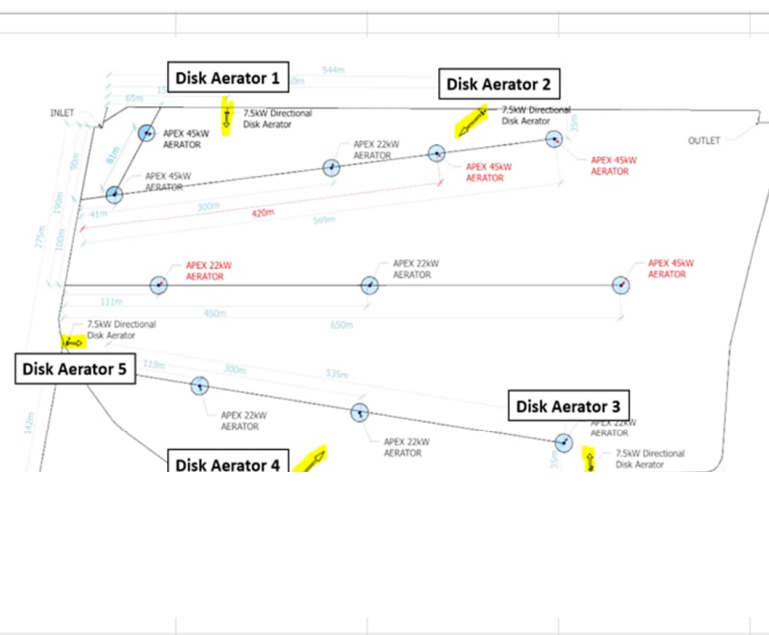 544m
Disk Aerator 1
Disk Aerator 2
65m
INLET
7.5kW Directional
Disk Aerator
7.5kW Directional
Disk Aerator
35m
APEX 45kW
AERATOR
APEX 22kW
AERATOR
OUTLET
90m
81m
APEX 45kW
AERATOR
APEX 45kW
AERATOR
APEX 45kW
AERATOR
190m
41m
300m
420m
569m
275m
100m
APEX 22kW
AERATOR
APEX 22kW
AERATOR
APEX 45kW
AERATOR
111m
450m
650m
7.5kW Directional
Disk Aerator
Disk Aerator 5
113m
300m
535m
Disk Aerator 3
142m
APEX 22kW
AERATOR
APEX 22kW
AERATOR
APEX 22kW
AERATOR
Disk Aerator 4
35m
7.5kW Directional
Disk Aerator